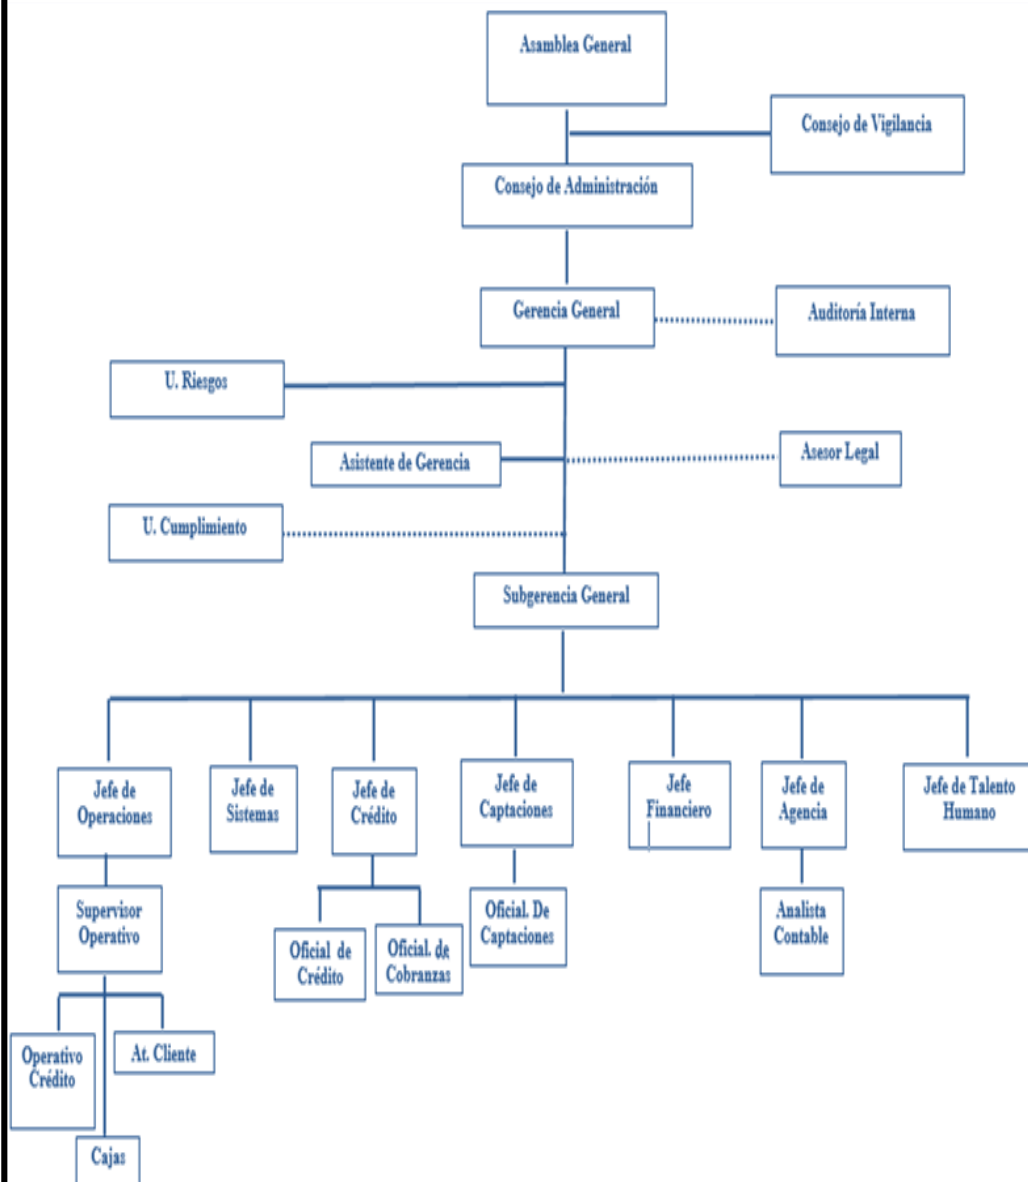 Asamblea General
Consejo de Vigilancia
Consejo de Administración
Gerencia General
Auditoría Interna
U. Riesgos
Asistente de Gerencia
Asesor Legal
U. Cumplimiento
Subgerencia General
Jefe de
Operaciones
Jefe de
Sistemas
Jefe de
Crédito
Jefe de
Captaciones
Jefe
Financiero
Jefe de
Agencia
Jefe de Talento
Humano
Supervisor
Operativo
Oficial de
Crédito
Oficial. de
Cobranzas
Oficial. De
Captaciones
Analista
Contable
Operativo
Crédito
At. Cliente
Cajas